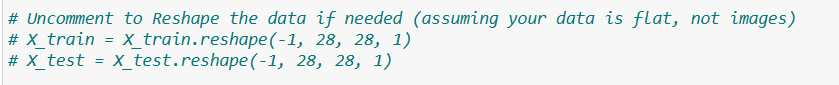 # Uncomment to Reshape the data if needed (assuming your data is flat, not images)
# X_train = X_train.reshape(-1, 28, 28, 1)
# X_test = X_test.reshape(-1, 28, 28, 1)